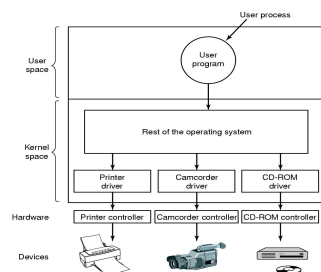 User process
User
space
User
program
Kernel
space
Rest of the operating system
Printer
driver
Camcorder
driver
CD-ROM
driver
Hardware
Printer controller
Camcorder controller
CD-ROM controller
Devices